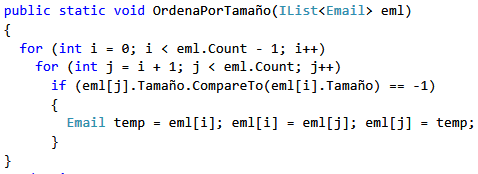 public static void OrdenaPorTamaño(IList<Email> eml)
{
for (int i = 0; i < eml.Count - 1; i++)
for (int j = i + 1; j < eml.Count; j++)
if (eml[j].Tamaño.CompareTo(eml[i].Tamaño) == -1)
{
Email temp = eml[i]; eml[i] = eml[j]; eml[j] = temp;
}
}